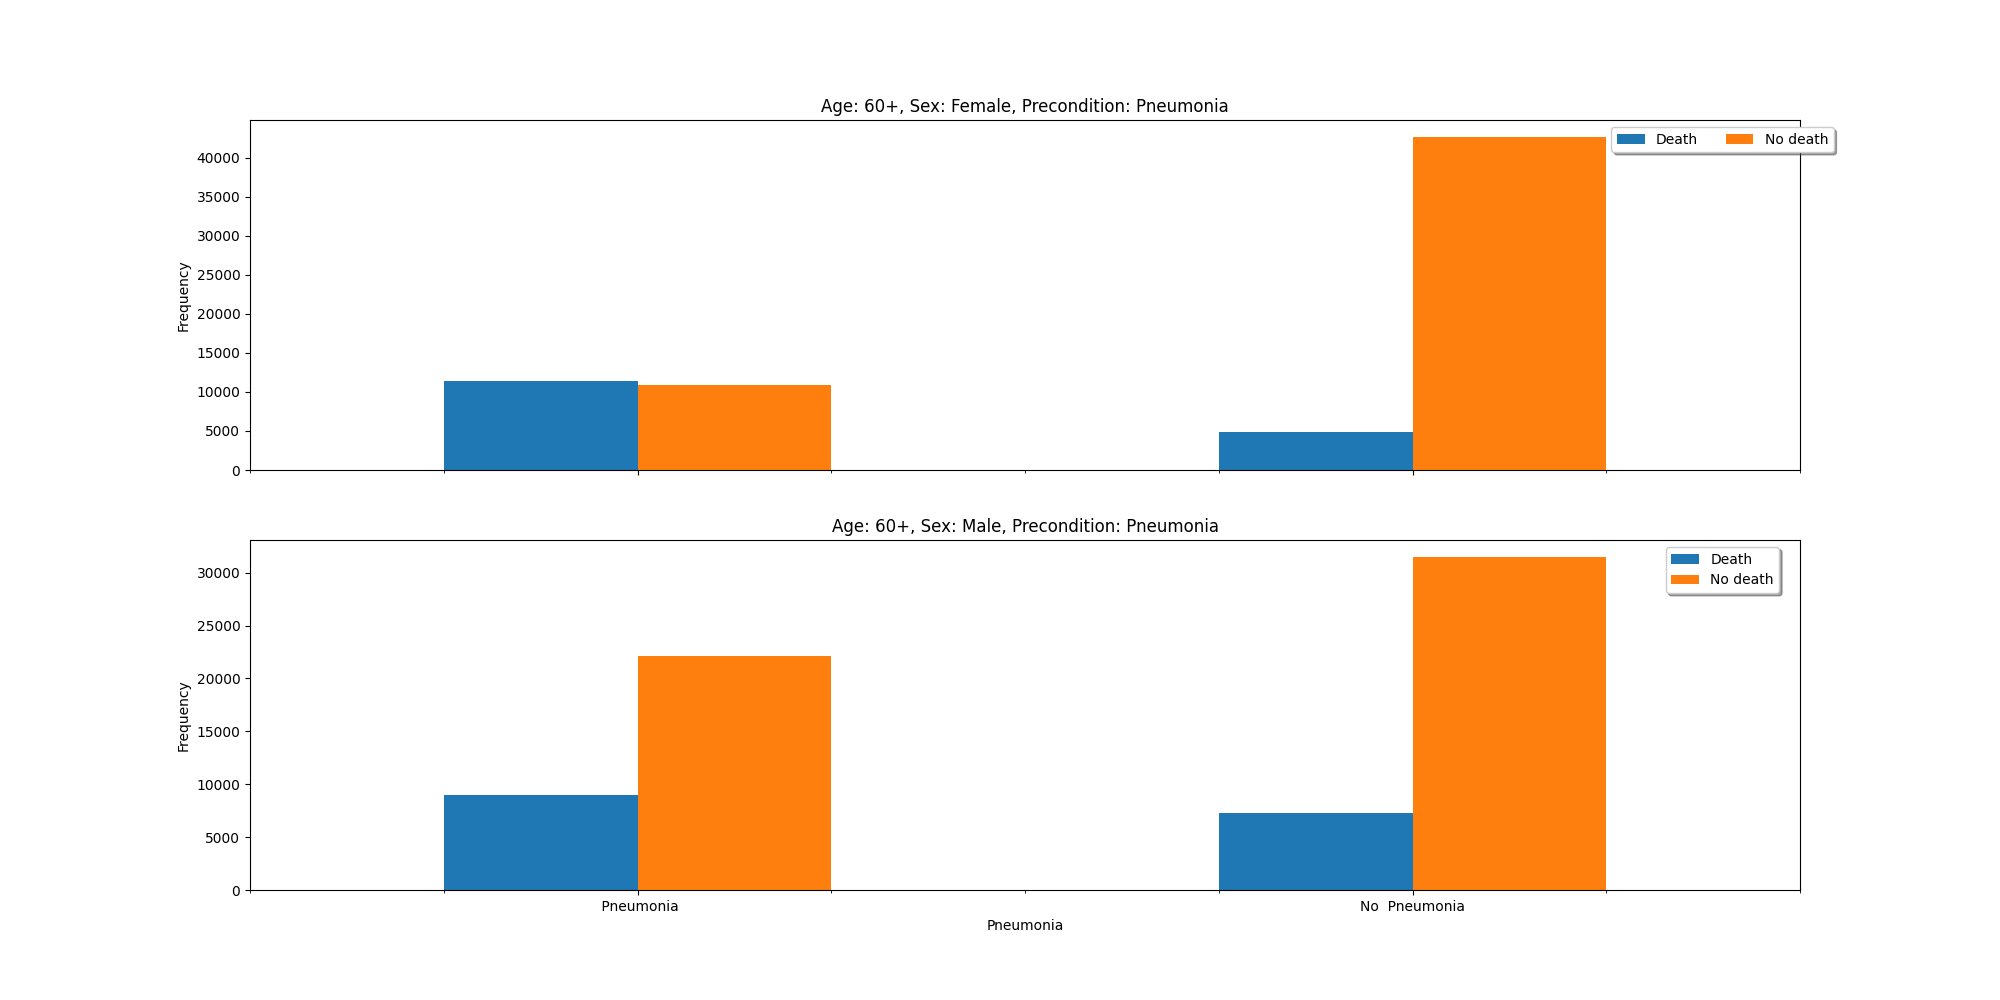 Age: 60+, Sex: Female, Precondition: Pneumonia
Death No death
40000
35000
30000
25000
20000
15000
10000
5000
0
Frequency
Age: 60+, Sex: Male, Precondition: Pneumonia
Death
No death
30000
25000
20000
15000
10000
5000
0
Frequency
Pneumonia No  Pneumonia
Pneumonia